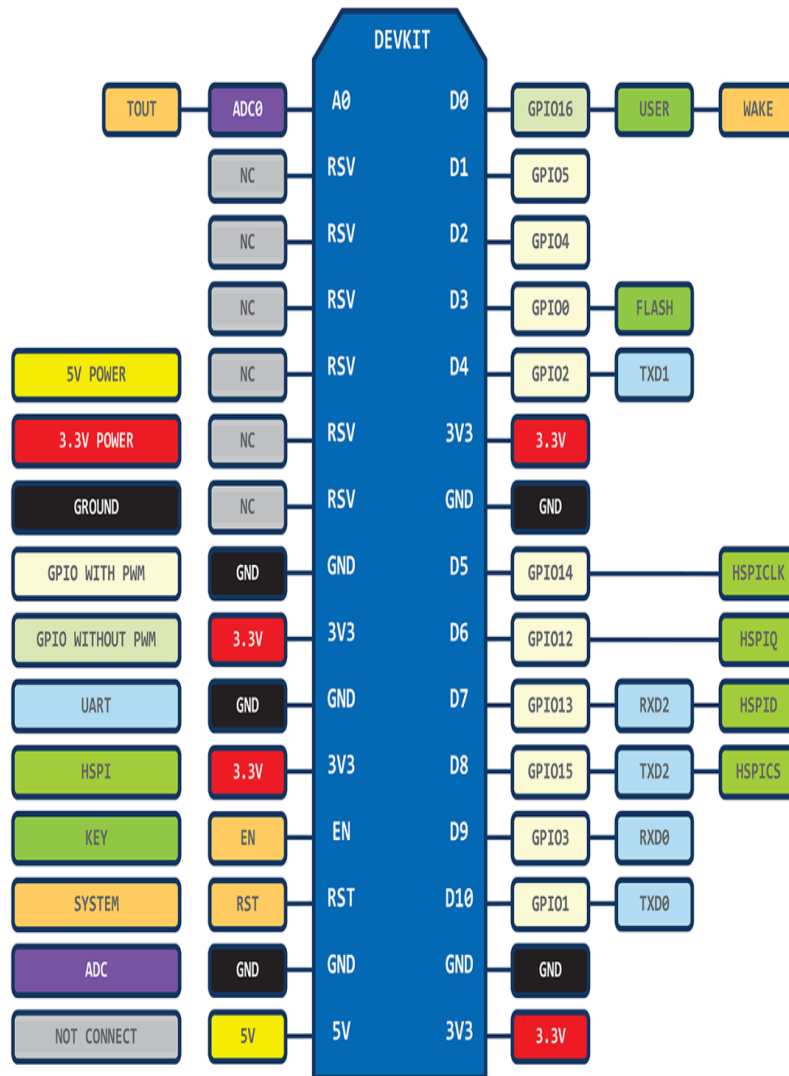 DEVKIT
TOUT ADC0 A0 D0 GPIO16 USER WAKE
NC RSV D1 GPIO5
NC RSV D2 GPIO4
NC RSV D3 GPIO0 FLASH
5V POWER NC RSV D4 GPIO2 TXD1
3.3V POWER NC RSV 3V3 3.3V
GROUND NC RSV GND GND
GPIO WITH PWM GND GND D5 GPIO14 HSPICLK
GPIO WITHOUT PWM 3.3V 3V3 D6 GPIO12 HSPIQ
UART GND GND D7 GPIO13 RXD2 HSPID
HSPI 3.3V 3V3 D8 GPIO15 TXD2 HSPICS
KEY EN EN D9 GPIO3 RXD0
SYSTEM RST RST D10 GPIO1 TXD0
ADC GND GND GND GND
NOT CONNECT 5V 5V 3V3 3.3V